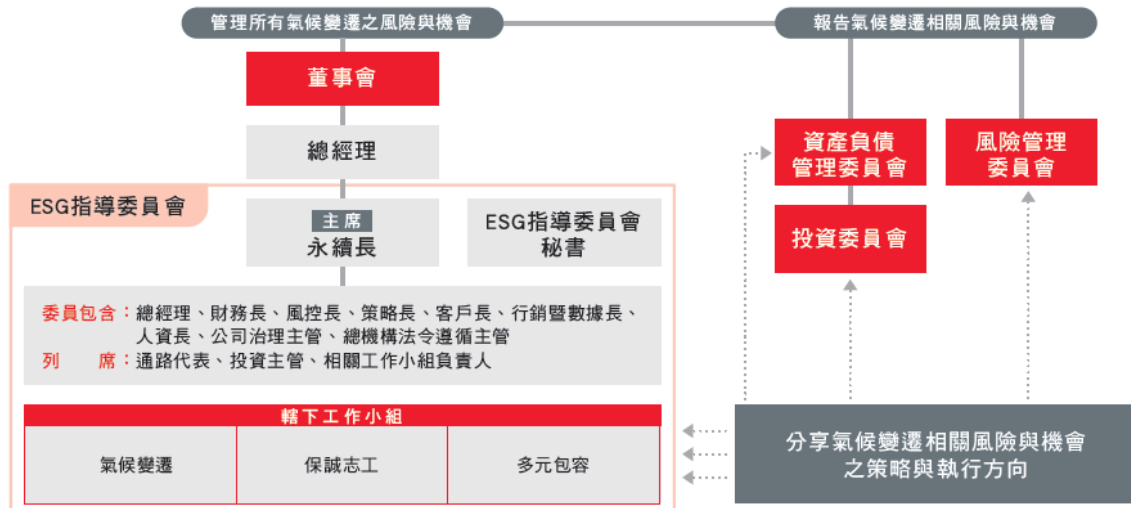 管理所有氣候變遷之風險與機會
報告氣候變遷相關風險與機會
董事會
總經理
ESG指導委員會
主席
永續長
ESG指導委員會
秘書
委員包含：總經理、財務長、風控長、策略長、客戶長、行銷暨數據長、
人資長、公司治理主管、總機構法令遵循主管
列　　席：通路代表、投資主管、相關工作小組負責人
轄下工作小組
氣候變遷
保誠志工
多元包容
資產負債
管理委員會
風險管理
委員會
投資委員會
分享氣候變遷相關風險與機會
之策略與執行方向